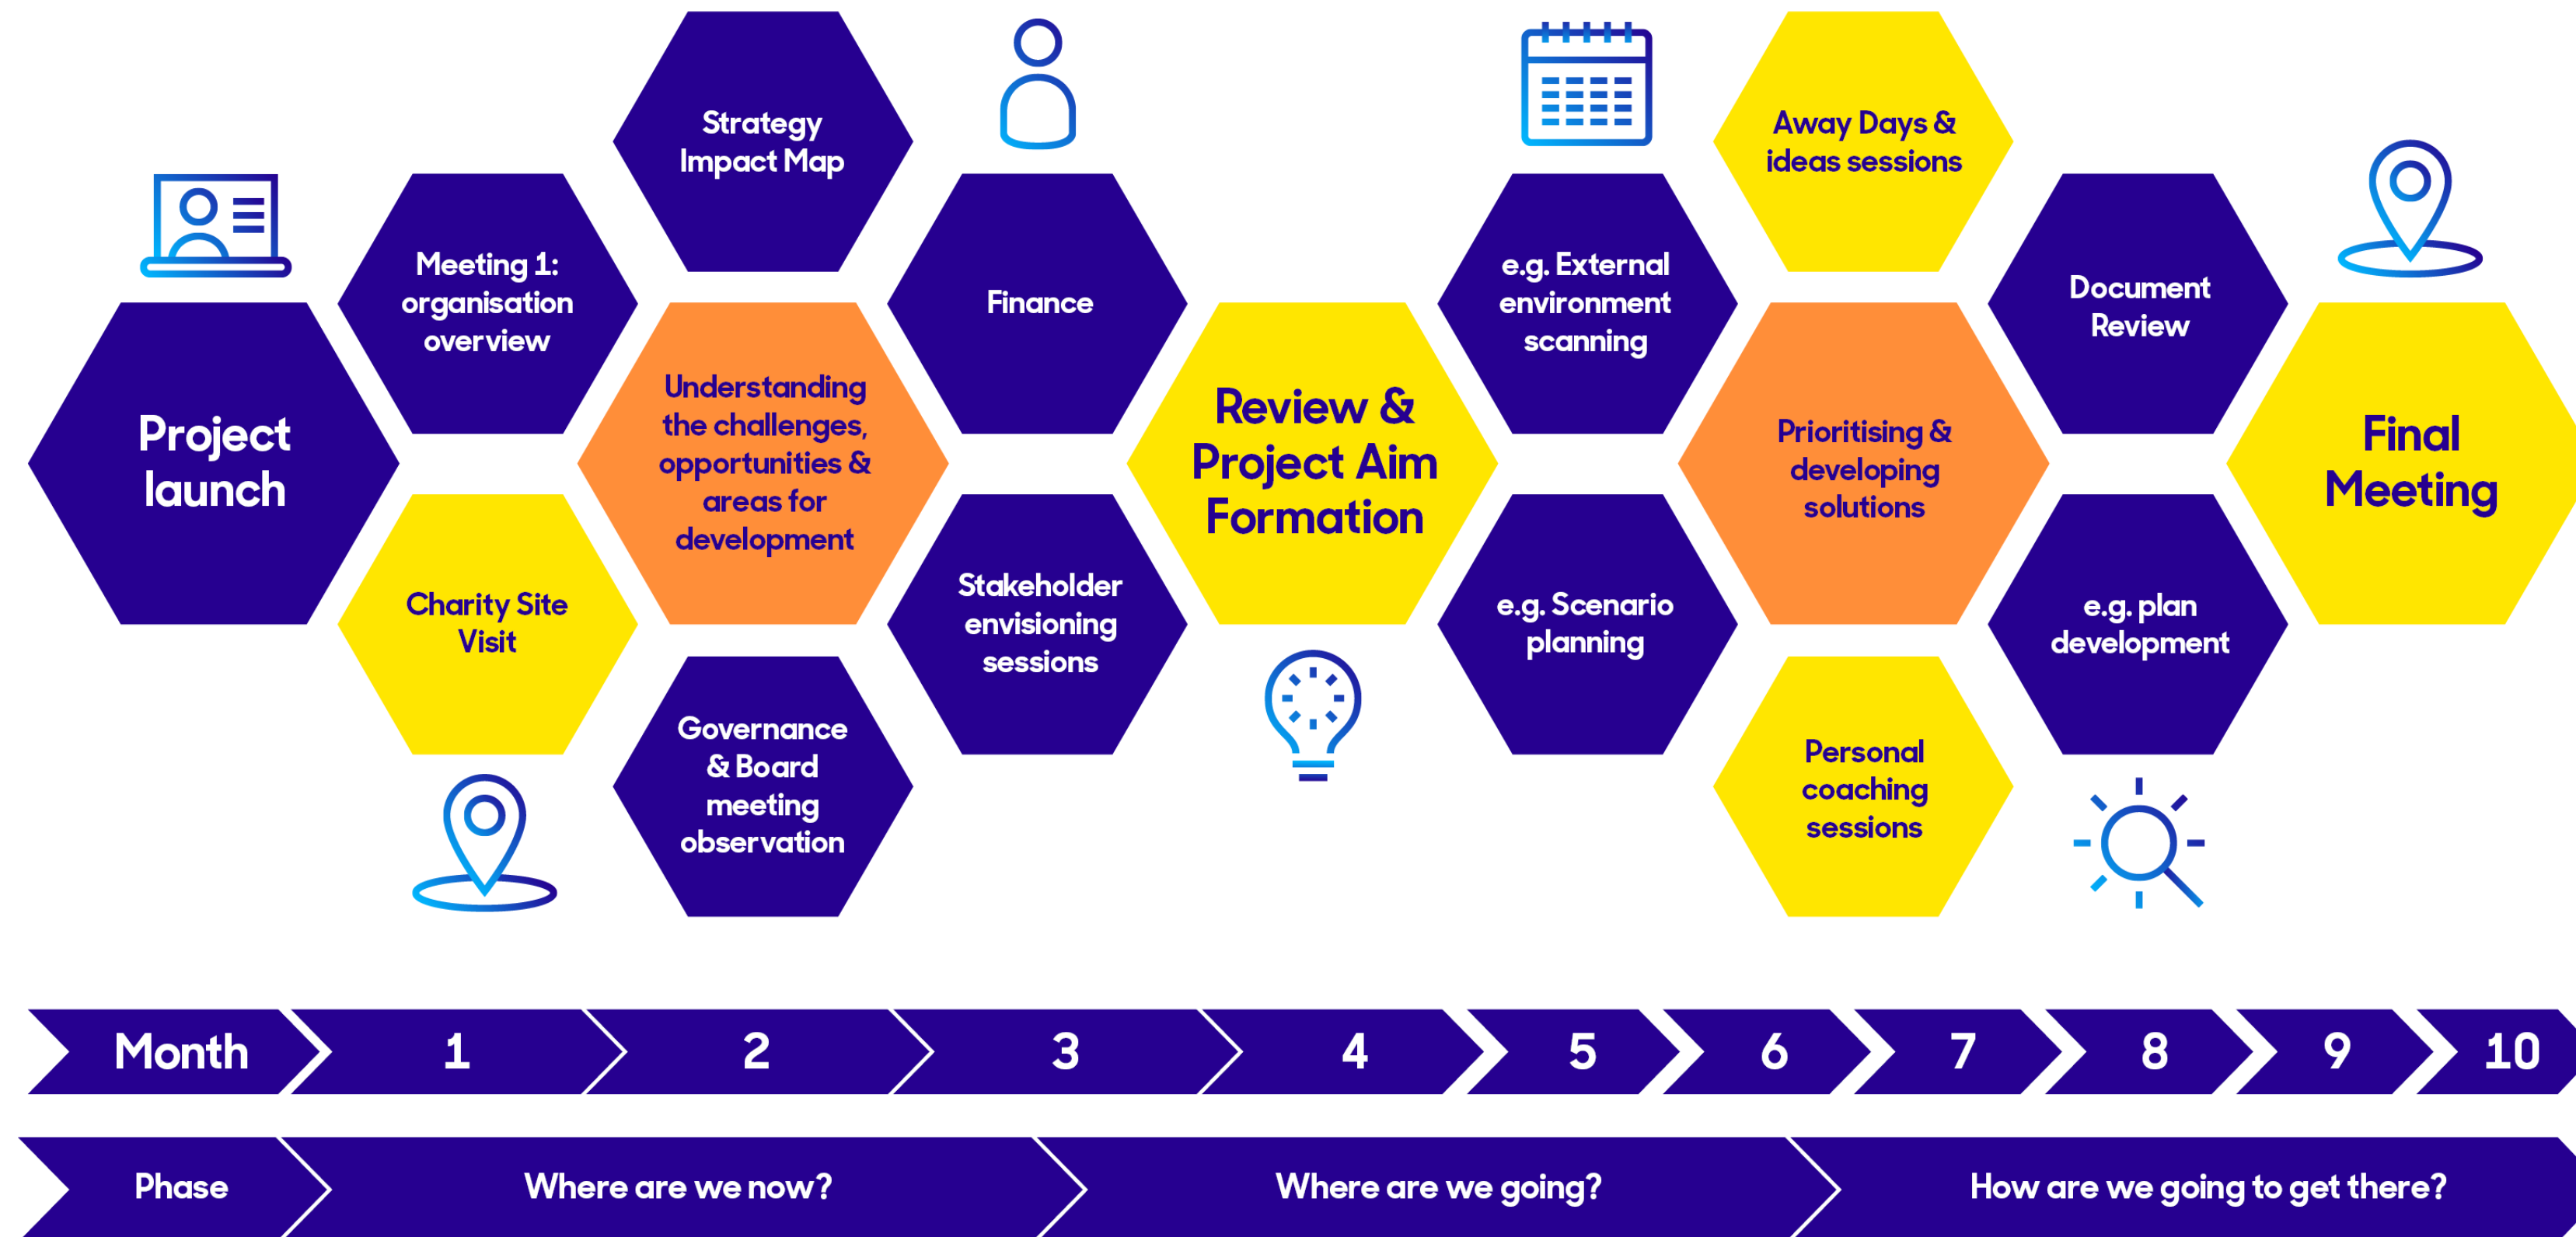 Project
launch
Meeting 1:
organisation
overview
Charity Site
Visit
Strategy
Impact Map
Understanding
the challenges,
opportunities &
areas for
development
Governance
& Board
meeting
observation
Finance
Stakeholder
envisioning
sessions
Review &
Project Aim
Formation
e.g. External
environment
scanning
e.g. Scenario
planning
Away Days &
ideas sessions
Prioritising &
developing
solutions
Personal
coaching
sessions
Document
Review
e.g. plan
development
Final
Meeting
Month 1 2 3 4 5 6 7 8 9 10
Phase Where are we now? Where are we going? How are we going to get there?